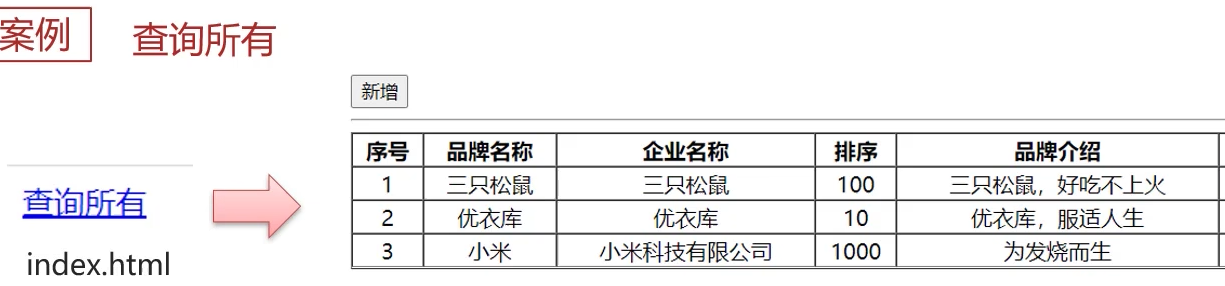 案例 查询所有
新增
序号 品牌名称 企业名称 排序 品牌介绍
1 三只松鼠 三只松鼠 100 三只松鼠，好吃不上火
查询所有
2 优衣库 优衣库 10 优衣库，服适人生
3 小米 小米科技有限公司 1000 为发烧而生
index.html